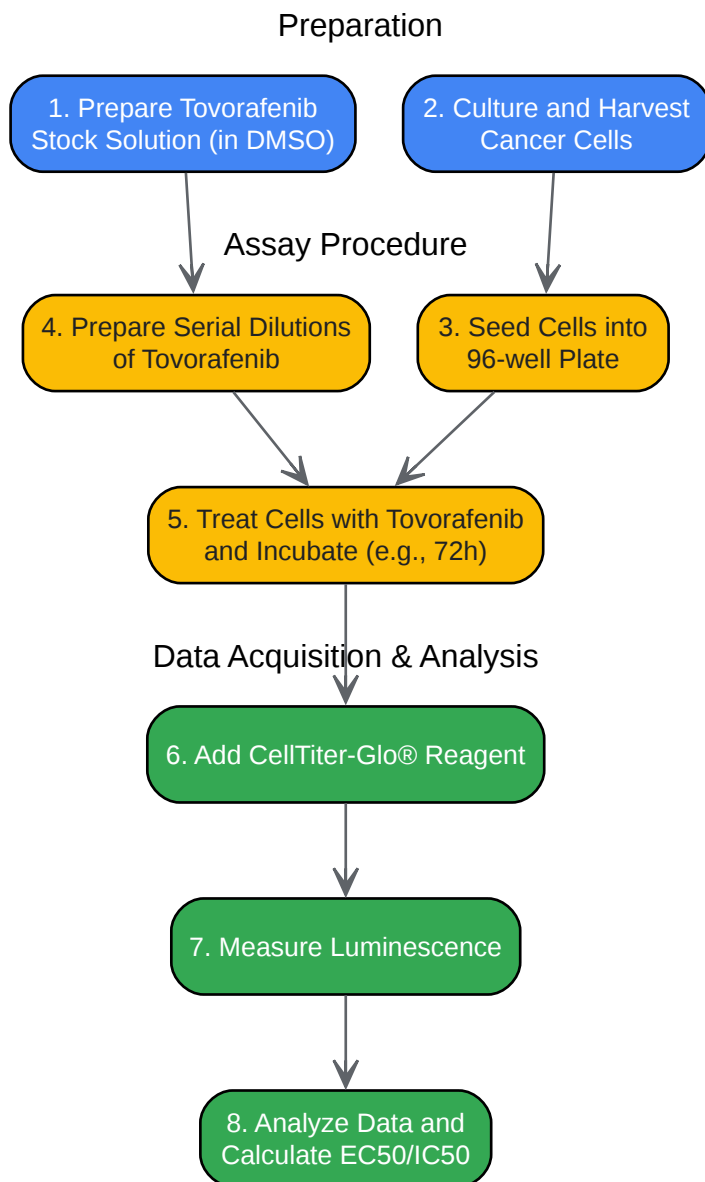 Preparation
1. Prepare Tovorafenib
Stock Solution (in DMSO)
2. Culture and Harvest
Cancer Cells
Assay Procedure
4. Prepare Serial Dilutions
of Tovorafenib
3. Seed Cells into
96-well Plate
5. Treat Cells with Tovorafenib
and Incubate (e.g., 72h)
Data Acquisition & Analysis
6. Add CellTiter-Glo® Reagent
7. Measure Luminescence
8. Analyze Data and
Calculate EC50/IC50